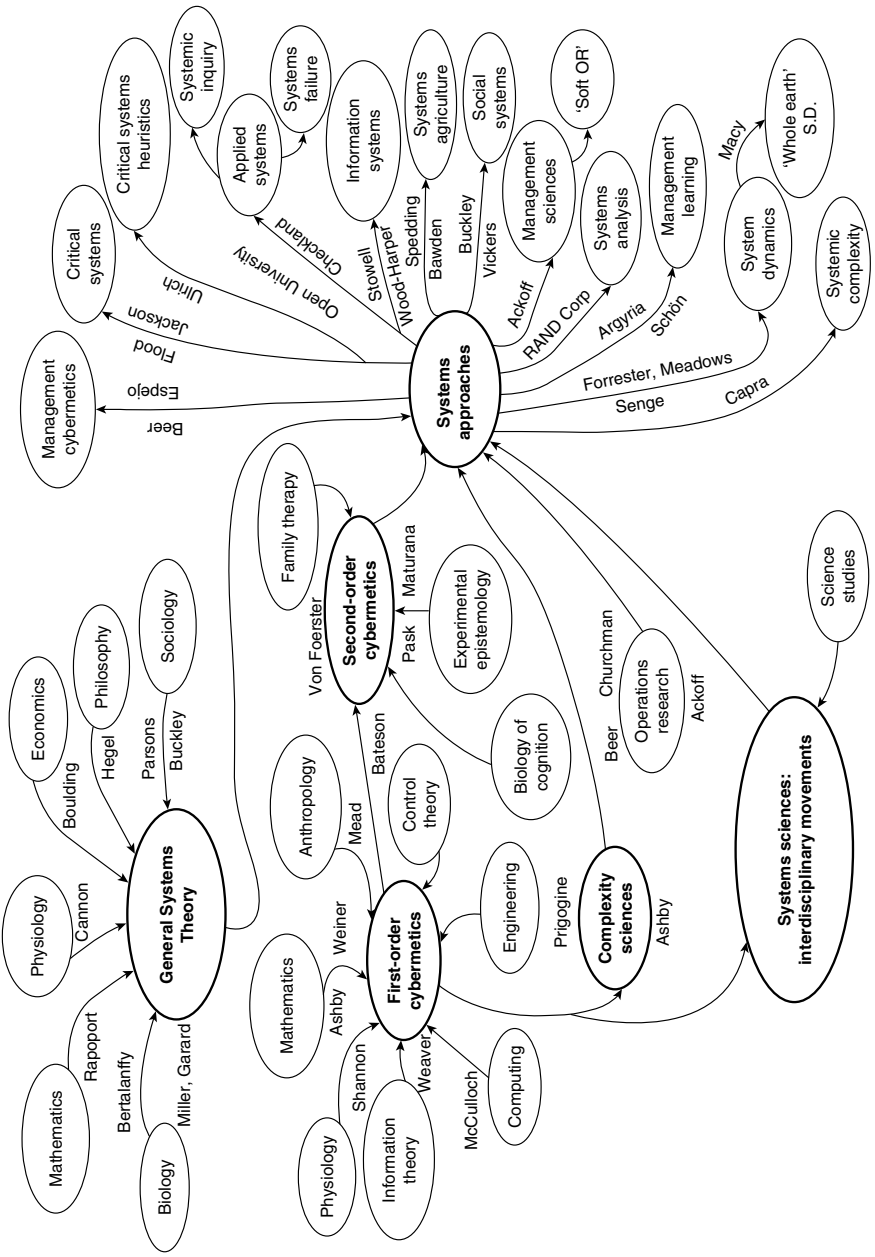 Mathematics
Rapoport
Physiology
Cannon
Economics
Boulding
Philosophy
Hegel
Sociology
Parsons
Buckley
Biology
Bertalanffy
Miller, Garard
General Systems
Theory
Management
cybermetics
Beer
Espejo
Critical
systems
Flood
Jackson
Critical systems
heuristics
Ulrich
Systemic
inquiry
Applied
systems
Systems
failure
Open University
Checkland
Information
systems
Stowell
Wood-Harper
Systems
agriculture
Spedding
Bawden
Social
systems
Buckley
Vickers
Management
sciences
'Soft OR'
Ackoff
Systems
analysis
RAND Corp
Management
learning
Argyria
Schön
System
dynamics
Macy
'Whole earth'
S.D.
Forrester, Meadows
Senge
Systemic
complexity
Capra
Systems
approaches
Physiology
Shannon
Mathematics
Ashby
Weiner
Anthropology
Mead
Control
theory
Information
theory
Weaver
McCulloch
Computing
Engineering
First-order
cybermetics
Bateson
Von Foerster
Family therapy
Second-order
cybermetics
Pask
Maturana
Experimental
epistemology
Biology of
cognition
Prigogine
Complexity
sciences
Ashby
Beer
Churchman
Operations
research
Ackoff
Systems sciences:
interdisciplinary movements
Science
studies